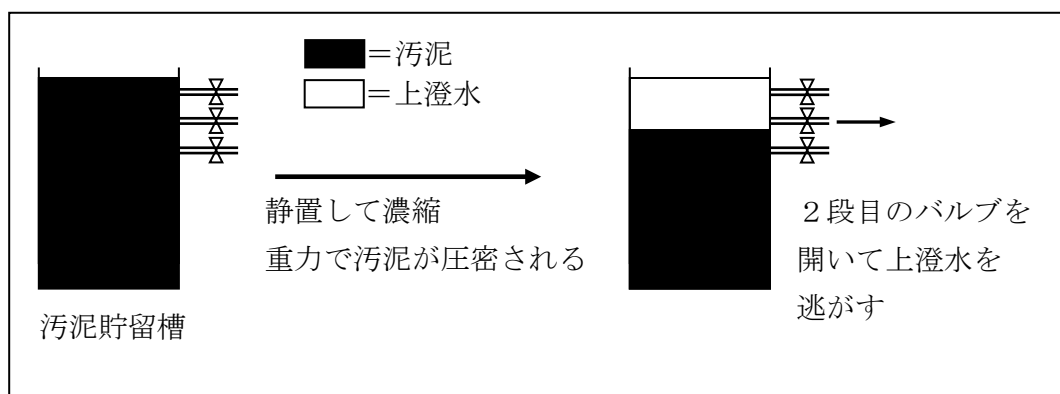 ＝汚泥
＝上澄水
静置して濃縮
重力で汚泥が圧密される
汚泥貯留槽
２段目のバルブを
開いて上澄水を
逃がす